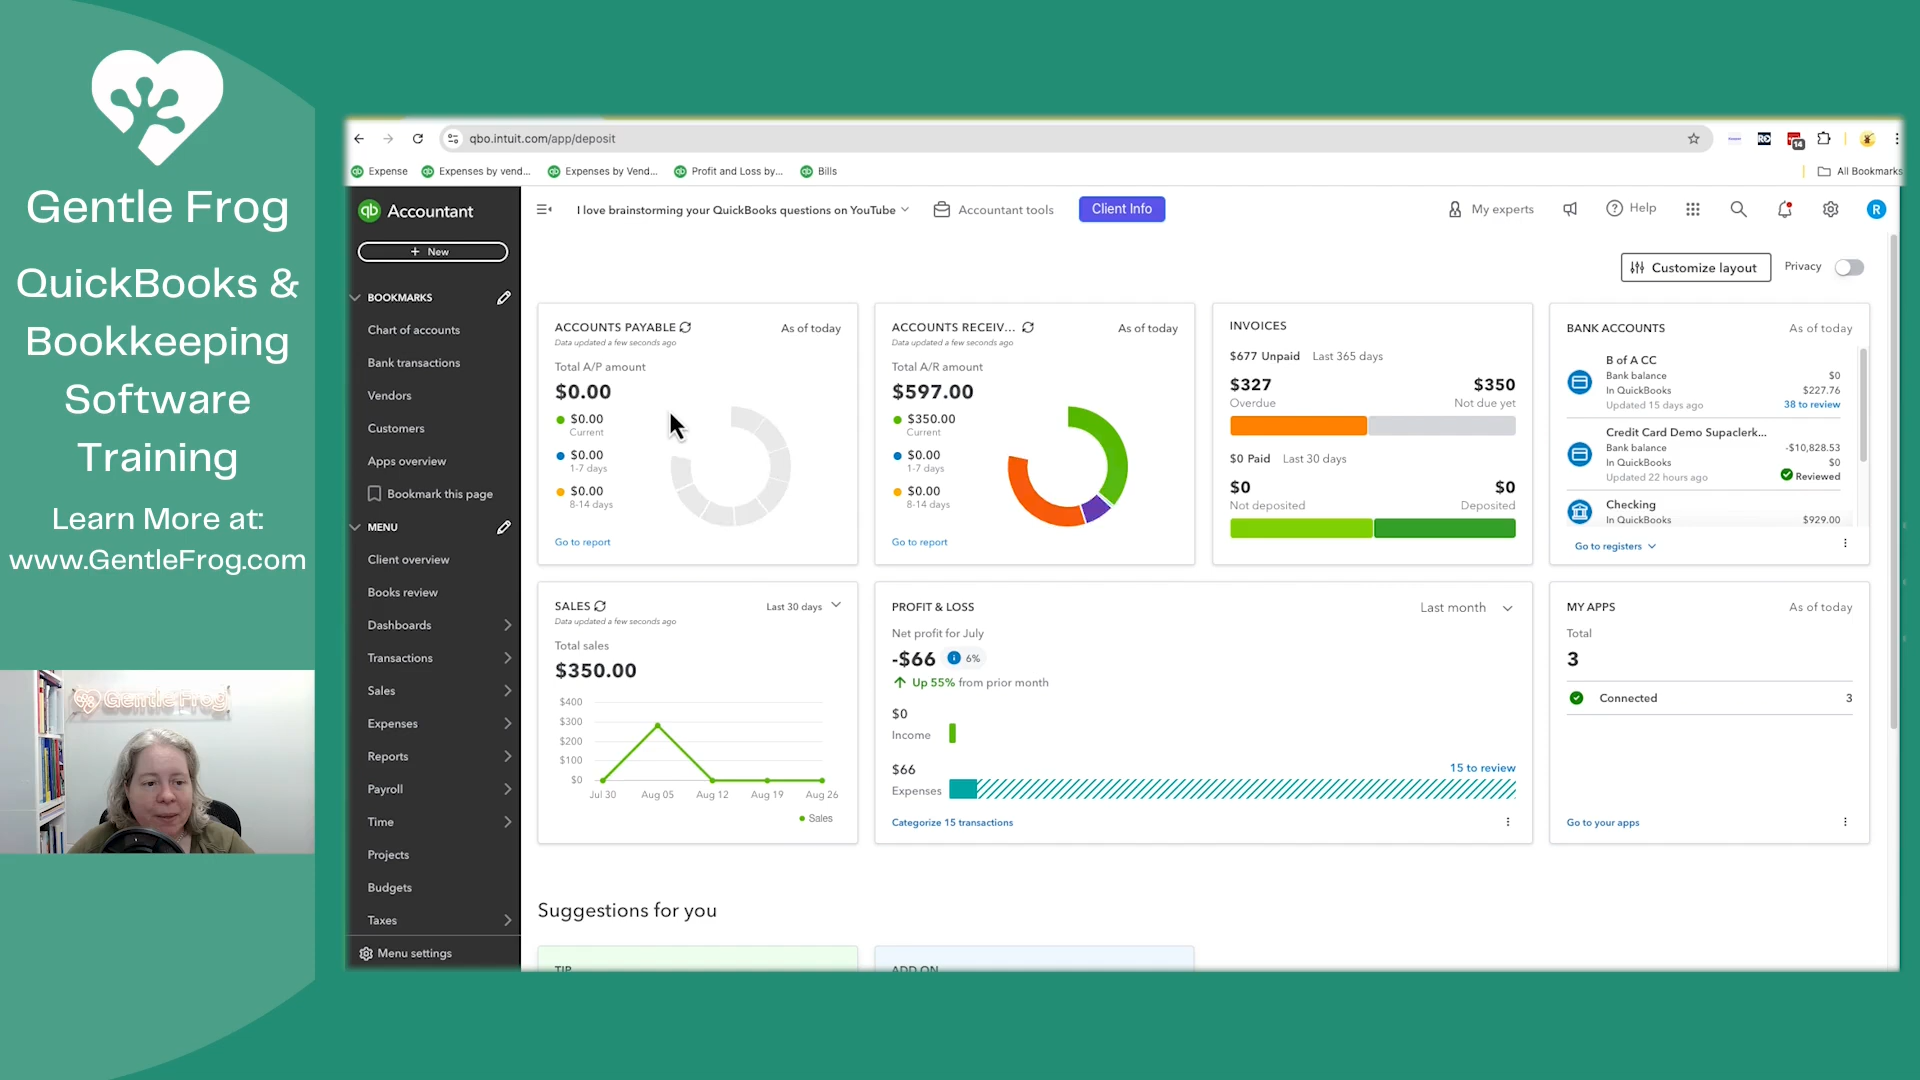 Gentle Frog
QuickBooks &
Bookkeeping
Software
Training
Learn More at:
www.GentleFrog.com
Gentle Frog
qbo.intuit.com/app/deposit
14
Expense
Expenses by vend...
Expenses by Vend...
Profit and Loss by...
Bills
All Bookmarks
qb Accountant
I love brainstorming your QuickBooks questions on YouTube
Accountant tools
Client Info
My experts
Help
R
+ New
BOOKMARKS
Chart of accounts
Bank transactions
Vendors
Customers
Apps overview
Bookmark this page
MENU
Client overview
Books review
Dashboards
Transactions
Sales
Expenses
Reports
Payroll
Time
Projects
Budgets
Taxes
Menu settings
Customize layout
Privacy
ACCOUNTS PAYABLE
As of today
Data updated a few seconds ago
Total A/P amount
$0.00
$0.00
Current
$0.00
1-7 days
$0.00
8-14 days
Go to report
ACCOUNTS RECEIV...
As of today
Data updated a few seconds ago
Total A/R amount
$597.00
$350.00
Current
$0.00
1-7 days
$0.00
8-14 days
Go to report
INVOICES
$677 Unpaid Last 365 days
$327 $350
Overdue Not due yet
$0 Paid Last 30 days
$0 $0
Not deposited Deposited
BANK ACCOUNTS As of today
B of A CC
Bank balance $0
In QuickBooks $227.76
Updated 15 days ago 38 to review
Credit Card Demo Supaclerk...
Bank balance -$10,828.53
In QuickBooks $0
Updated 22 hours ago Reviewed
Checking
In QuickBooks $929.00
Go to registers
SALES
Last 30 days
Data updated a few seconds ago
Total sales
$350.00
$400
$300
$200
$100
$0
Jul 30 Aug 05 Aug 12 Aug 19 Aug 26
Sales
PROFIT & LOSS
Last month
Net profit for July
-$66 6%
Up 55% from prior month
$0
Income
$66
15 to review
Expenses
Categorize 15 transactions
MY APPS
As of today
Total
3
Connected 3
Go to your apps
Suggestions for you
TIP
ADD ON